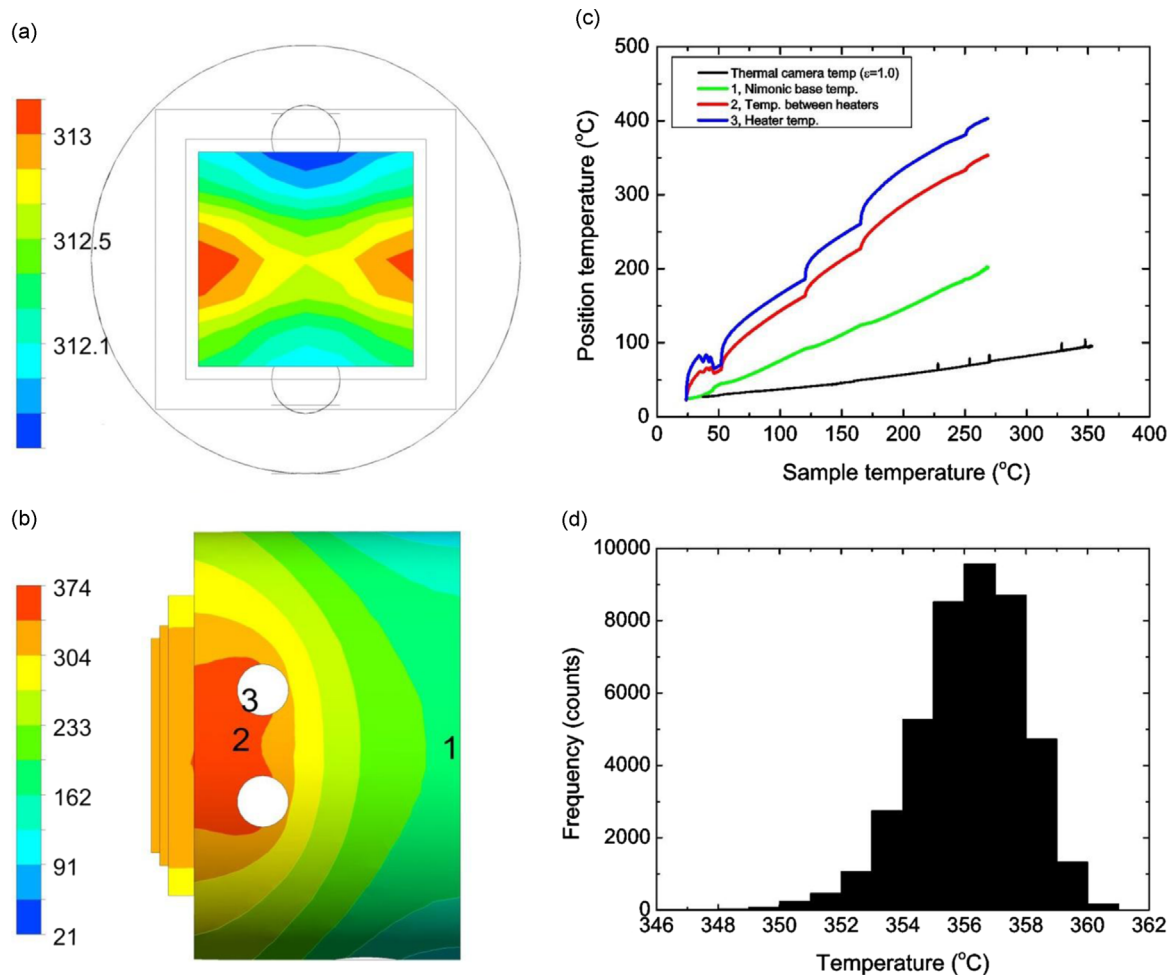 (a)
313
312.5
312.1
(b)
374
304
233
162
91
21
3
2
1
(c)
500
400
300
200
100
0
Position temperature (°C)
Thermal camera temp (ε=1.0)
1, Nimonic base temp.
2, Temp. between heaters
3, Heater temp.
0 50 100 150 200 250 300 350 400
Sample temperature (°C)
(d)
10000
8000
6000
4000
2000
0
Frequency (counts)
346 348 350 352 354 356 358 360 362
Temperature (°C)